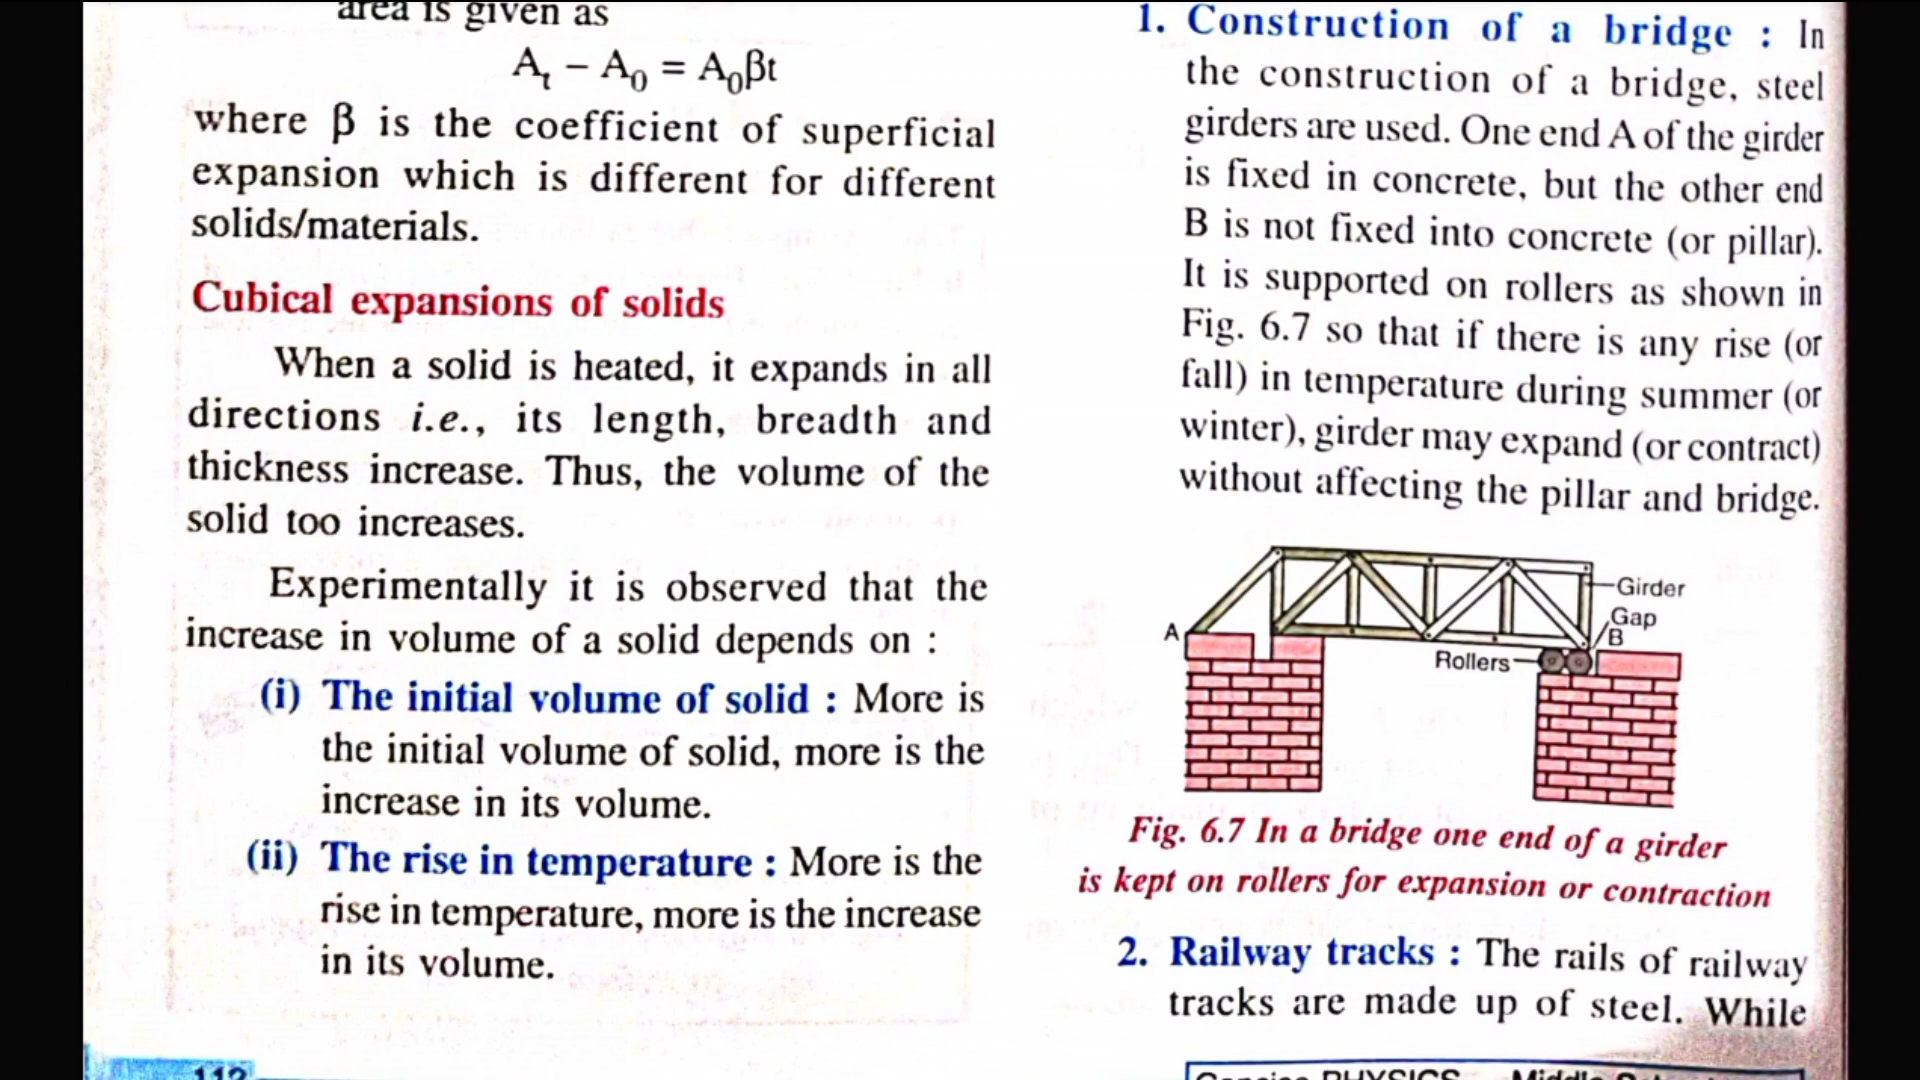 area is given as
Aₜ − A₀ = A₀βt
where β is the coefficient of superficial
expansion which is different for different
solids/materials.
Cubical expansions of solids
When a solid is heated, it expands in all
directions i.e., its length, breadth and
thickness increase. Thus, the volume of the
solid too increases.
Experimentally it is observed that the
increase in volume of a solid depends on :
(i) The initial volume of solid : More is
the initial volume of solid, more is the
increase in its volume.
(ii) The rise in temperature : More is the
rise in temperature, more is the increase
in its volume.
112
1. Construction of a bridge : In
the construction of a bridge, steel
girders are used. One end A of the girder
is fixed in concrete, but the other end
B is not fixed into concrete (or pillar).
It is supported on rollers as shown in
Fig. 6.7 so that if there is any rise (or
fall) in temperature during summer (or
winter), girder may expand (or contract)
without affecting the pillar and bridge.
Girder
Gap
A
B
Rollers
Fig. 6.7 In a bridge one end of a girder
is kept on rollers for expansion or contraction
2. Railway tracks : The rails of railway
tracks are made up of steel. While
Concise PHYSICS Middle